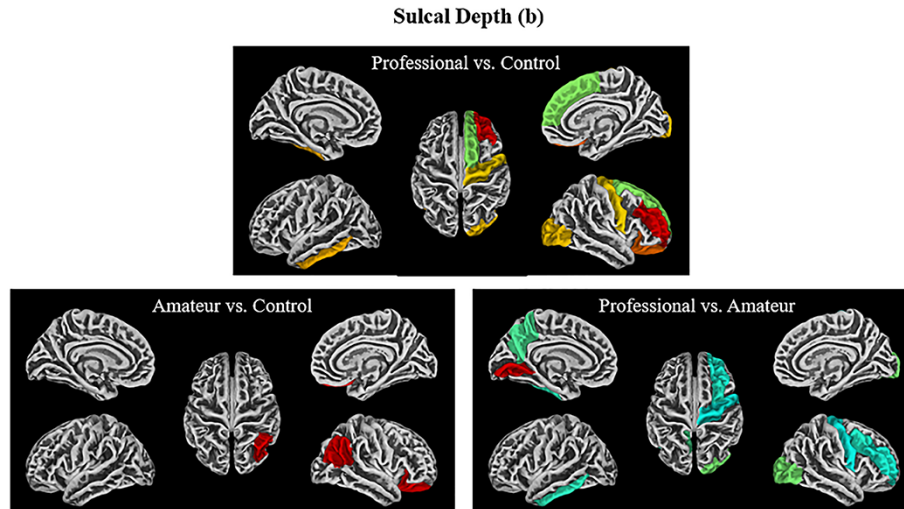 Sulcal Depth (b)
Professional vs. Control
Amateur vs. Control
Professional vs. Amateur